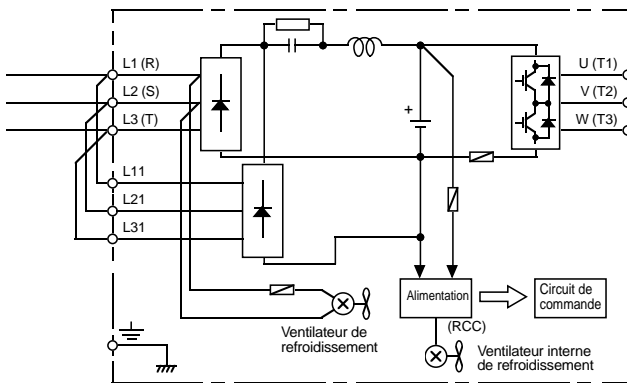 L1 (R)
L2 (S)
L3 (T)
L11
L21
L31
+
U (T1)
V (T2)
W (T3)
Alimentation
(RCC)
Circuit de
commande
Ventilateur de
refroidissement
Ventilateur interne
de refroidissement